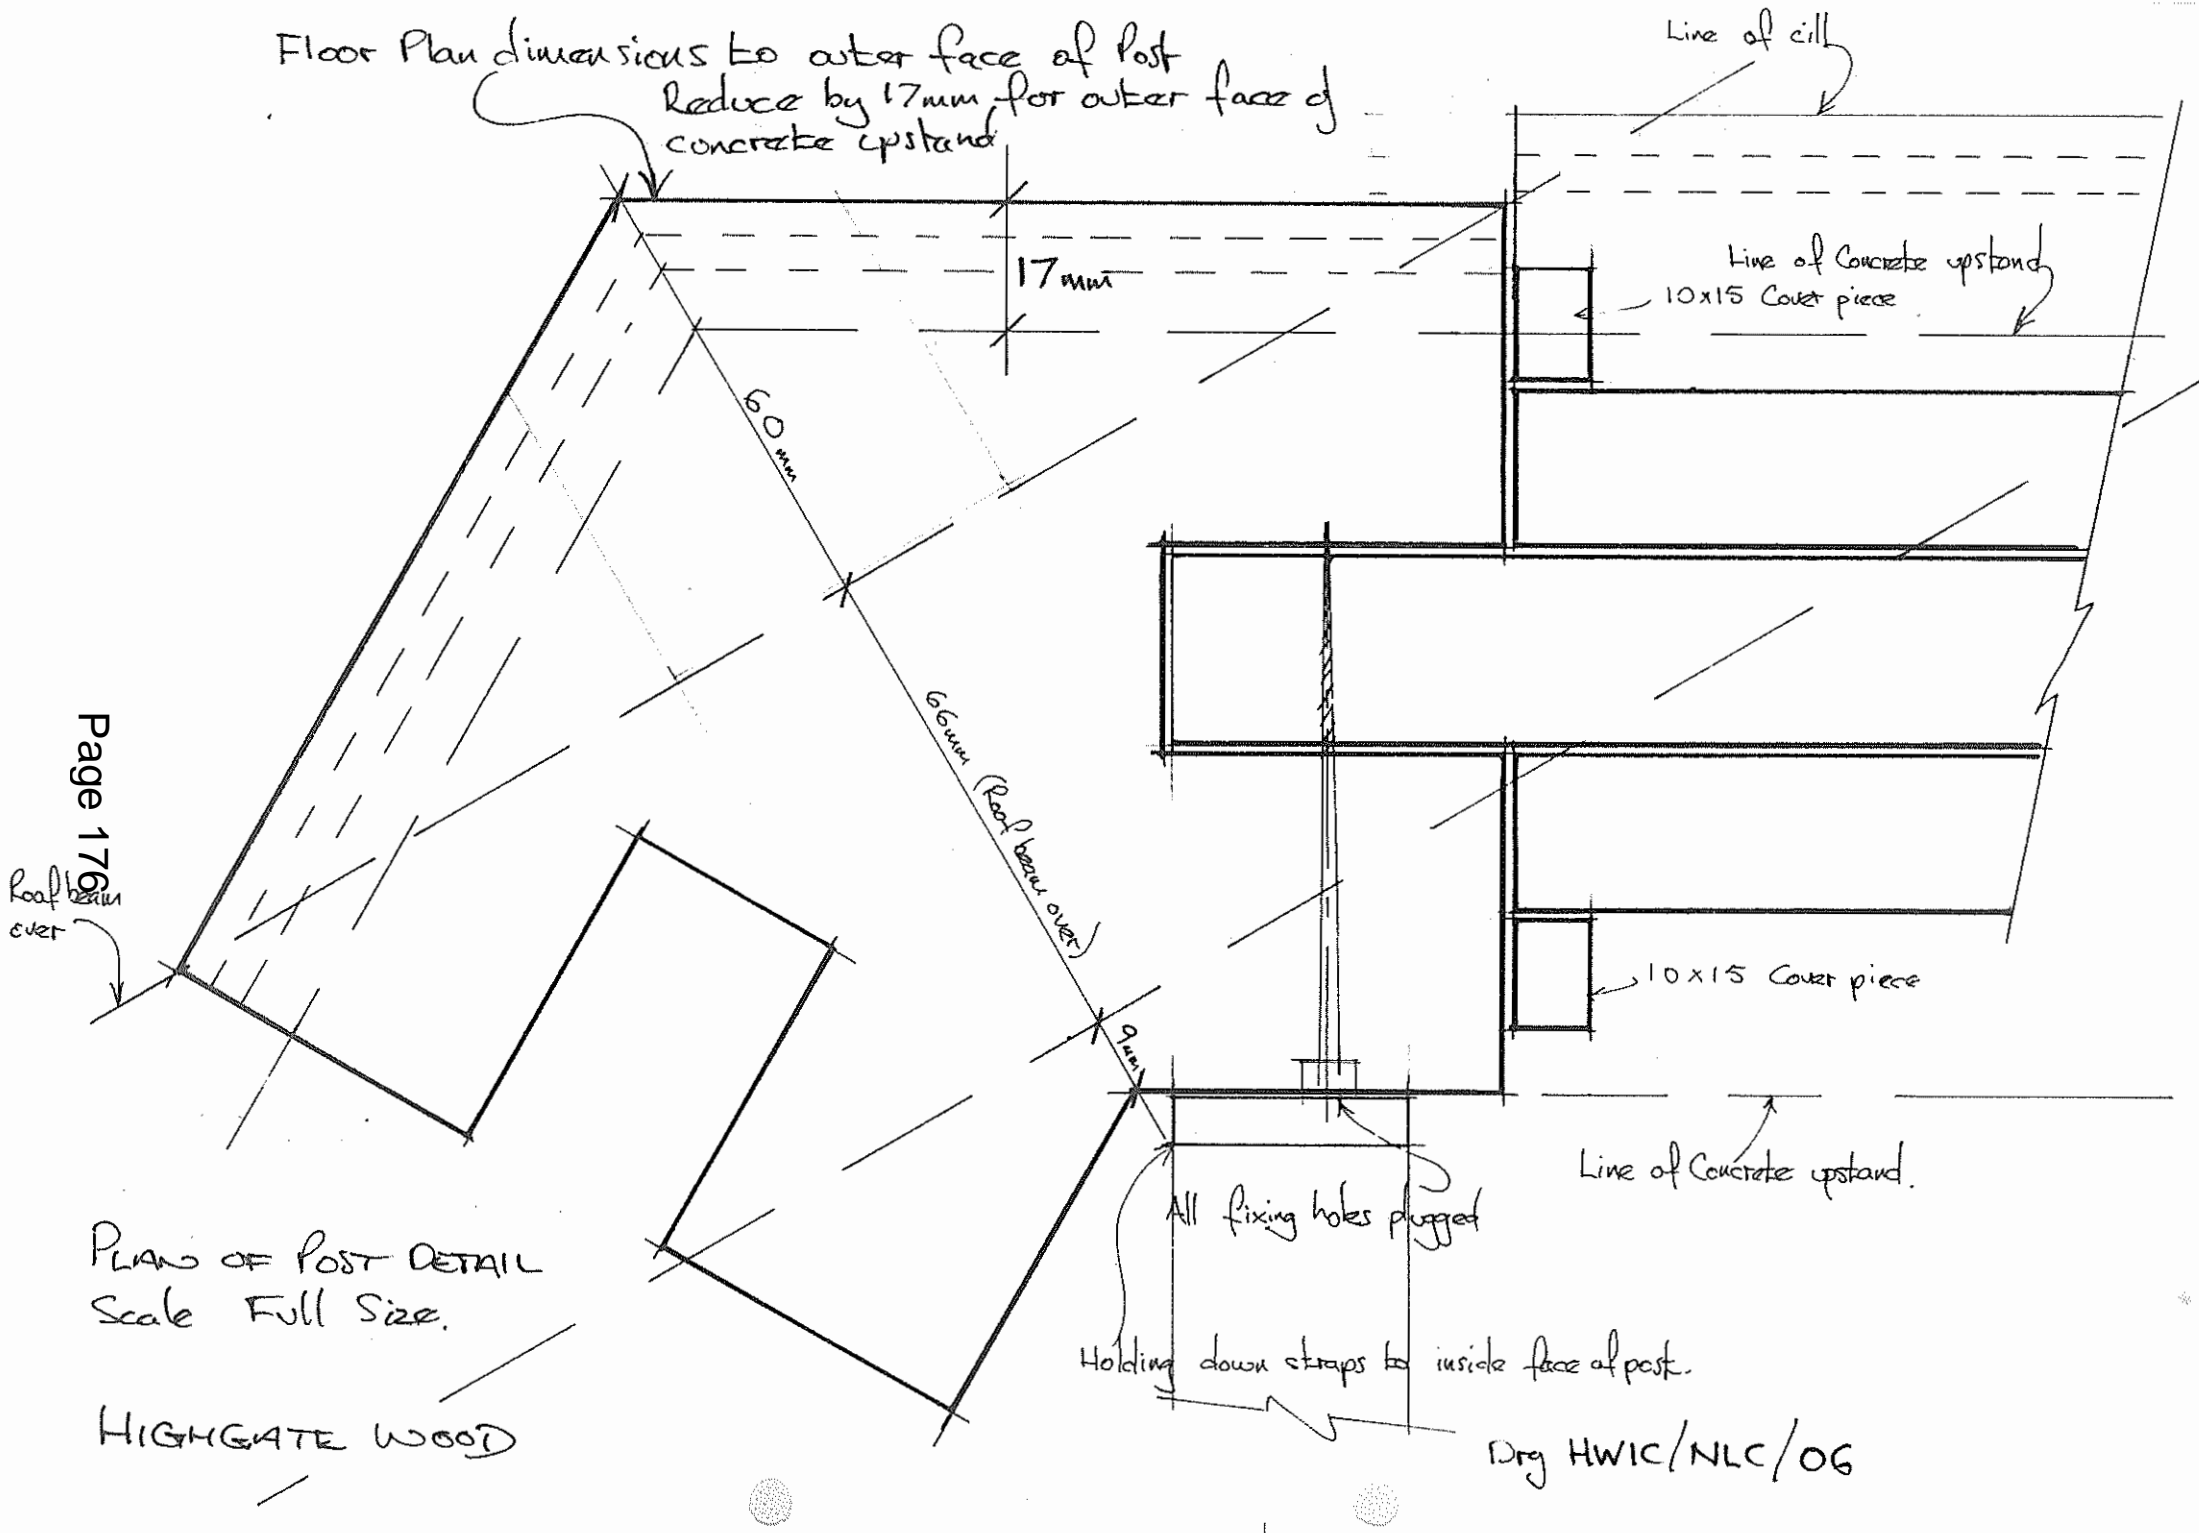 Floor Plan dimensions to outer face of Post
Reduce by 17mm for outer face of
concrete upstand
Line of cill
17mm
Line of Concrete upstand
10x15 Cover piece
60mm
66mm (Roof beam over)
9mm
Page 176
Roof beam
over
10x15 Cover piece
Line of Concrete upstand.
All fixing holes plugged
Holding down straps to inside face of post.
PLAN OF POST DETAIL
Scale Full Size.
HIGHGATE WOOD
Drg HWIC/NLC/06